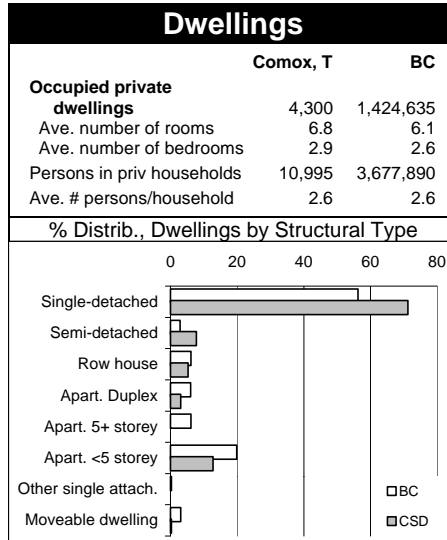 Dwellings
Comox, T BC
Occupied private
dwellings 4,300 1,424,635
Ave. number of rooms 6.8 6.1
Ave. number of bedrooms 2.9 2.6
Persons in priv households 10,995 3,677,890
Ave. # persons/household 2.6 2.6
% Distrib., Dwellings by Structural Type
0 20 40 60 80
Single-detached
Semi-detached
Row house
Apart. Duplex
Apart. 5+ storey
Apart. <5 storey
Other single attach.
Moveable dwelling
BC
CSD